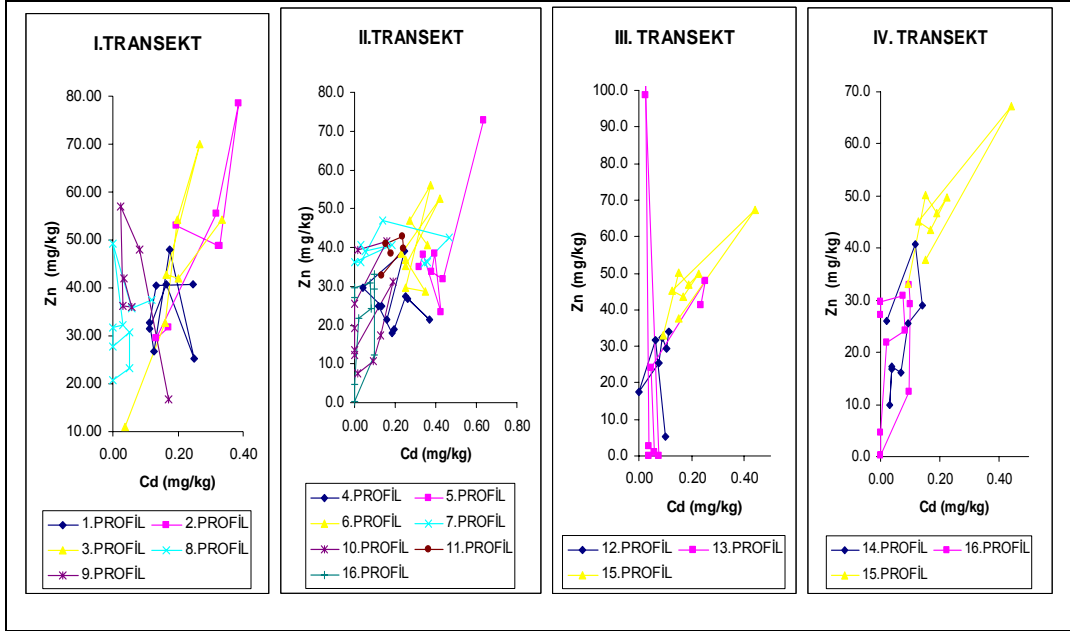 I.TRANSEKT
80.00
70.00
60.00
50.00
40.00
30.00
20.00
10.00
Zn (mg/kg)
0.00 0.20 0.40
Cd (mg/kg)
1.PROFİL 2.PROFİL
3.PROFİL 8.PROFİL
9.PROFİL
II.TRANSEKT
80.0
70.0
60.0
50.0
40.0
30.0
20.0
10.0
0.0
Zn (mg/kg)
0.00 0.20 0.40 0.60 0.80
Cd (mg/kg)
4.PROFİL 5.PROFİL
6.PROFİL 7.PROFİL
10.PROFİL 11.PROFİL
16.PROFİL
III. TRANSEKT
100.0
90.0
80.0
70.0
60.0
50.0
40.0
30.0
20.0
10.0
0.0
Zn (mg/kg)
0.00 0.20 0.40
Cd (mg/kg)
12.PROFİL 13.PROFİL
15.PROFİL
IV. TRANSEKT
70.0
60.0
50.0
40.0
30.0
20.0
10.0
0.0
Zn (mg/kg)
0.00 0.20 0.40
Cd (mg/kg)
14.PROFİL 16.PROFİL
15.PROFİL